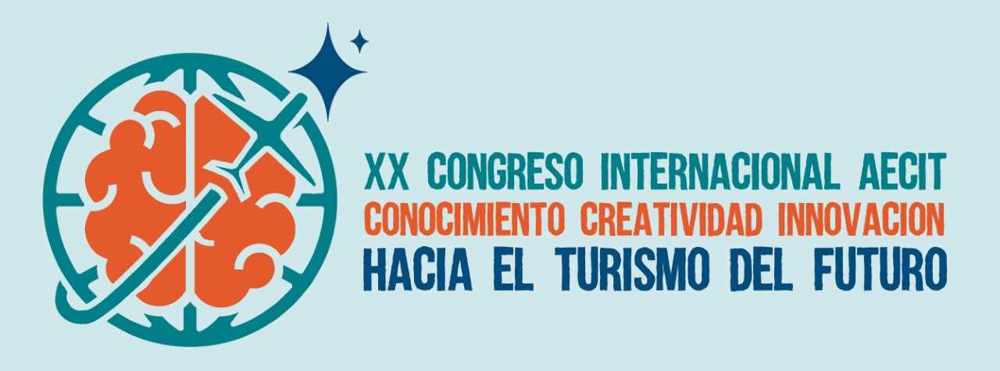 XX CONGRESO INTERNACIONAL AECIT
CONOCIMIENTO CREATIVIDAD INNOVACION
HACIA EL TURISMO DEL FUTURO